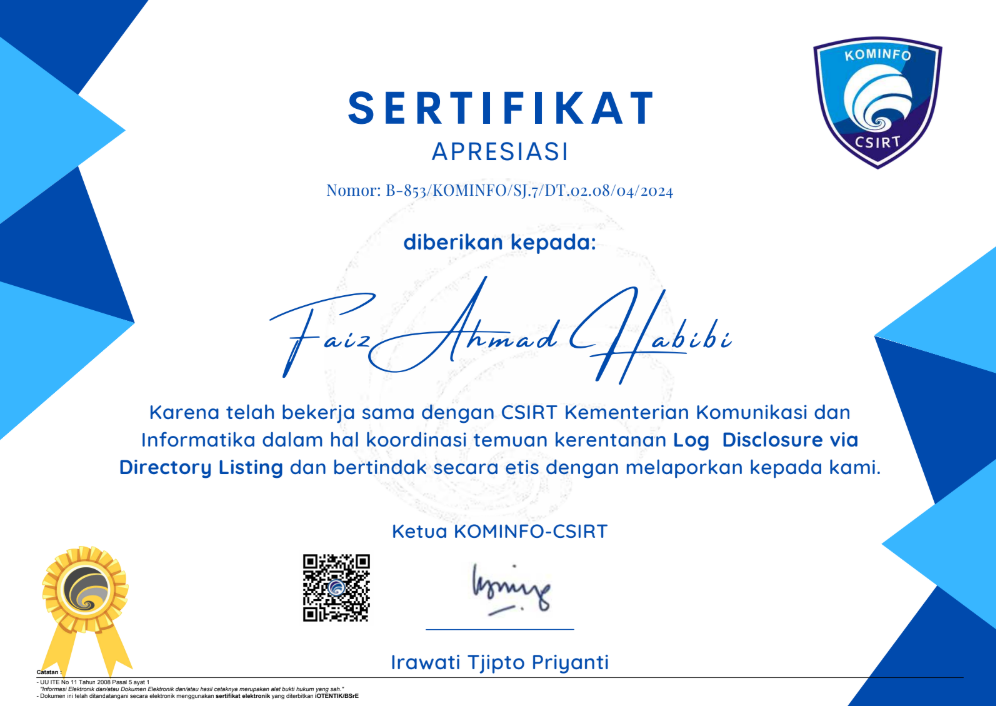 KOMINFO
CSIRT
SERTIFIKAT
APRESIASI
Nomor: B-853/KOMINFO/SJ.7/DT.02.08/04/2024
diberikan kepada:
Faiz Ahmad Habibi
Karena telah bekerja sama dengan CSIRT Kementerian Komunikasi dan
Informatika dalam hal koordinasi temuan kerentanan Log Disclosure via
Directory Listing dan bertindak secara etis dengan melaporkan kepada kami.
Ketua KOMINFO-CSIRT
Irawati Tjipto Priyanti
Catatan :
- UU ITE No 11 Tahun 2008 Pasal 5 ayat 1
"Informasi Elektronik dan/atau Dokumen Elektronik dan/atau hasil cetaknya merupakan alat bukti hukum yang sah."
- Dokumen ini telah ditandatangani secara elektronik menggunakan sertifikat elektronik yang diterbitkan iOTENTIK/BSrE